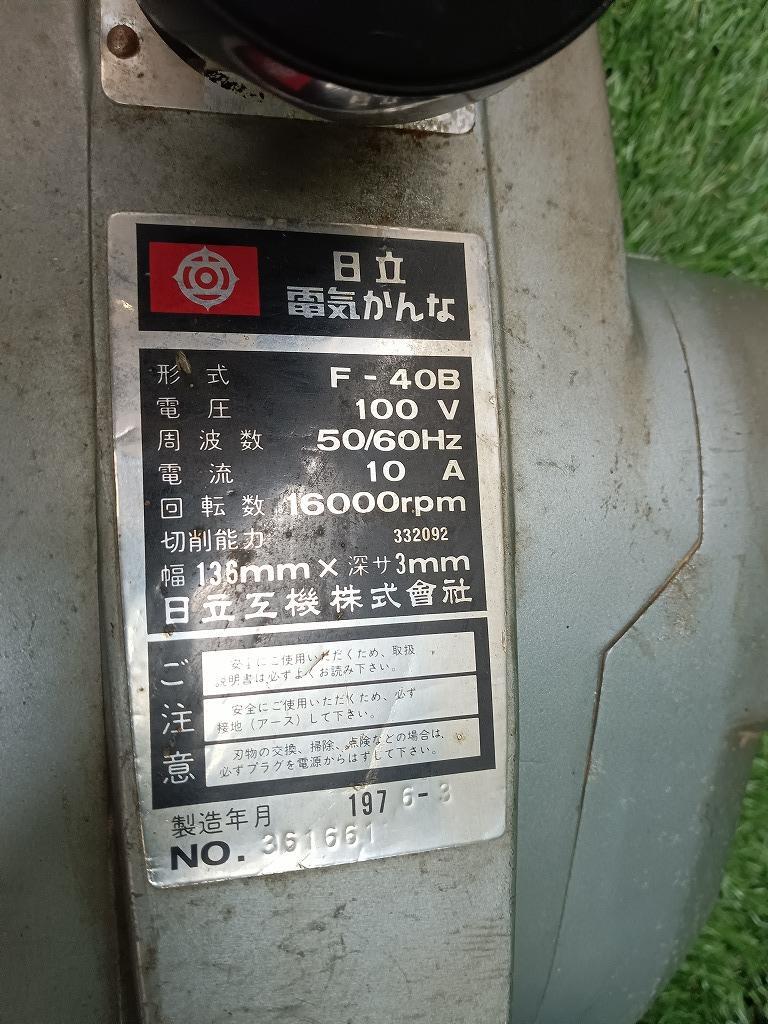 日立
電気かんな
形式 F-40B
電圧 100 V
周波数 50/60Hz
電流 10 A
回転数 16000rpm
切削能力 332092
幅 136mm×深サ3mm
日立工機株式會社
ご注意
安全にご使用いただくため、取扱
説明書は必ずよくお読み下さい。
安全にご使用いただくため、必ず
接地(アース)して下さい。
刃物の交換、掃除、点検などの場合は、
必ずプラグを電源からはずして下さい。
製造年月 1976-3
NO. 361661